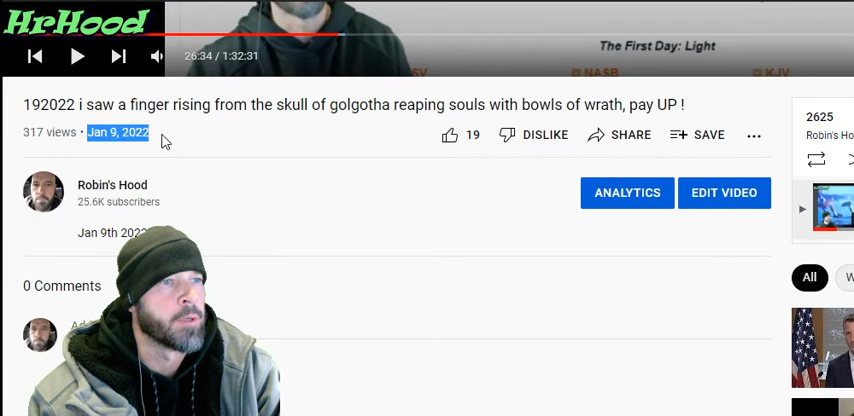 HrHood
The First Day: Light
26:34 / 1:32:31
SV NASB KJV
192022 i saw a finger rising from the skull of golgotha reaping souls with bowls of wrath, pay UP !
317 views • Jan 9, 2022
19 DISLIKE SHARE SAVE ...
2625
Robin's Ho
Robin's Hood
25.6K subscribers
ANALYTICS EDIT VIDEO
Jan 9th 202
0 Comments
All W